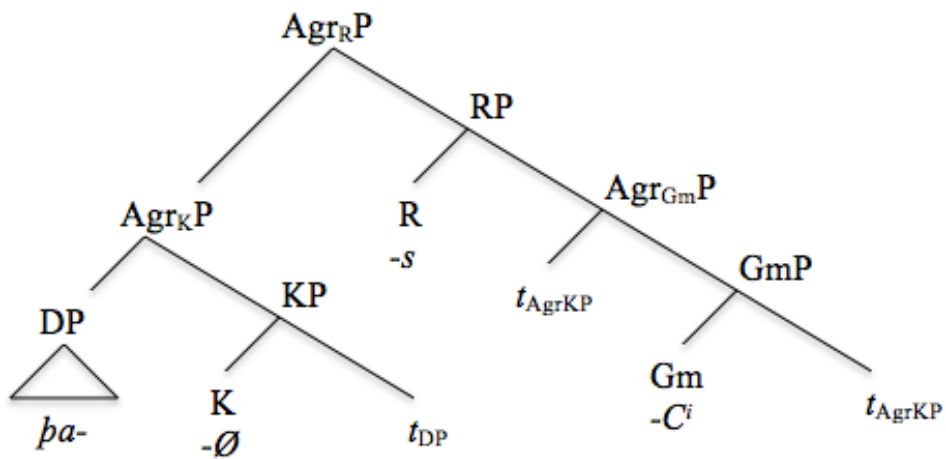 AgrRP
RP
AgrKP R AgrGmP
-s
DP KP tAgrKP GmP
þa- K tDP Gm tAgrKP
-Ø -Cⁱ